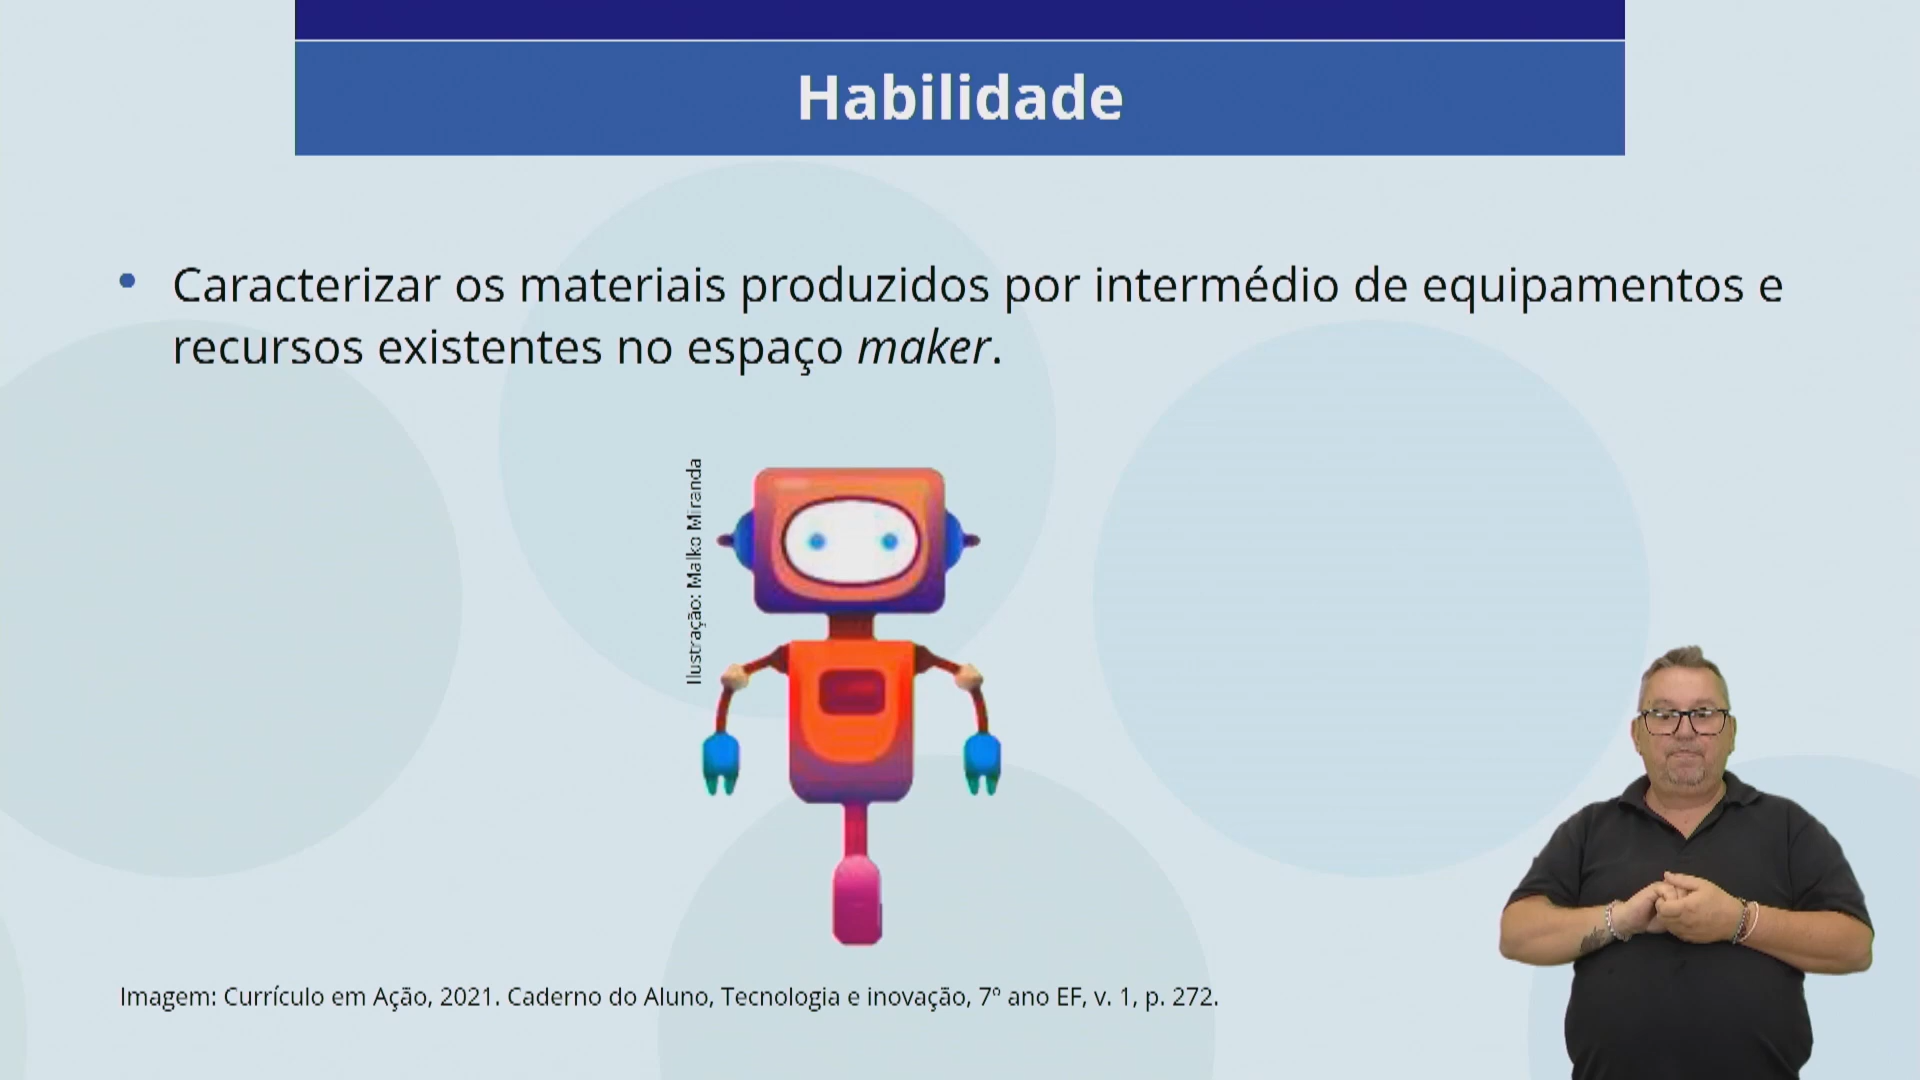 Habilidade
• Caracterizar os materiais produzidos por intermédio de equipamentos e
recursos existentes no espaço maker.
Ilustração: Malko Miranda
Imagem: Currículo em Ação, 2021. Caderno do Aluno, Tecnologia e inovação, 7º ano EF, v. 1, p. 272.